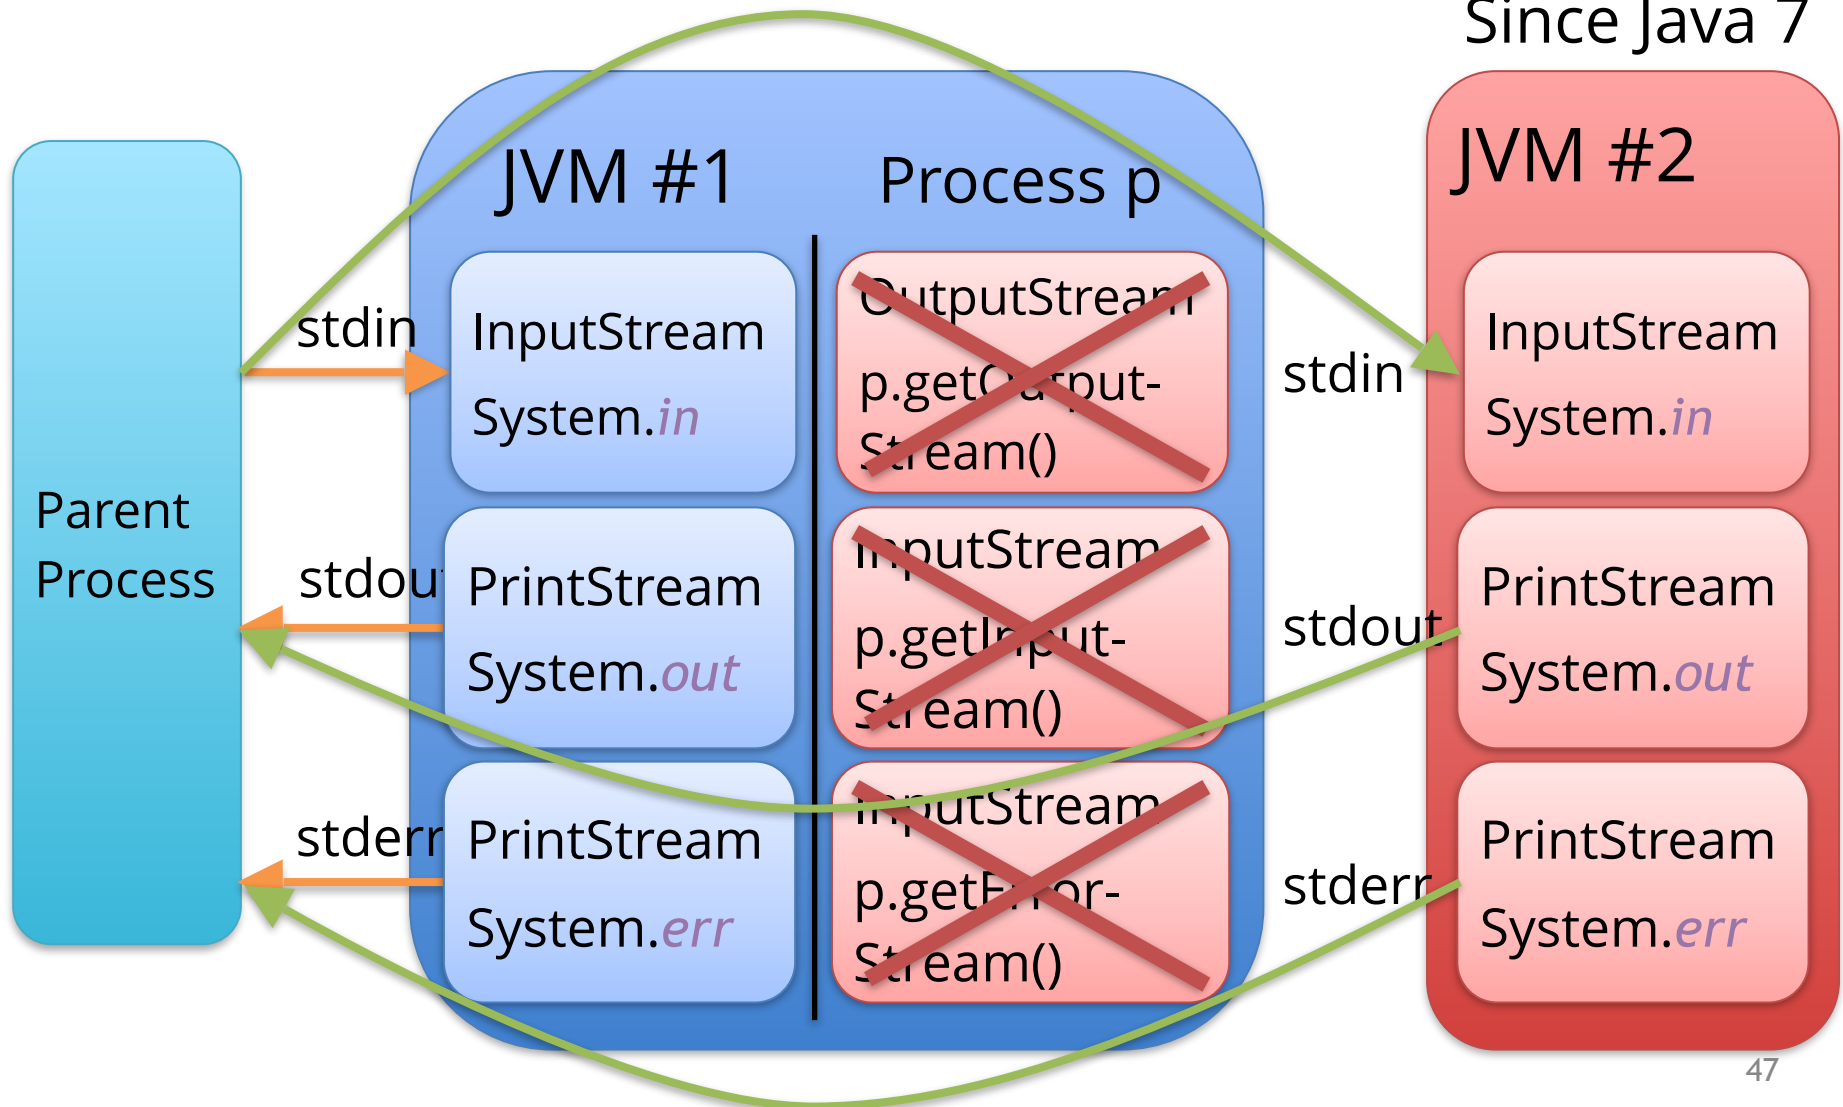 Since Java 7
Parent
Process
stdin
stdout
stderr
JVM #1
InputStream
System.in
PrintStream
System.out
PrintStream
System.err
Process p
OutputStream
p.getOutput-
Stream()
InputStream
p.getInput-
Stream()
InputStream
p.getError-
Stream()
stdin
stdout
stderr
JVM #2
InputStream
System.in
PrintStream
System.out
PrintStream
System.err
47